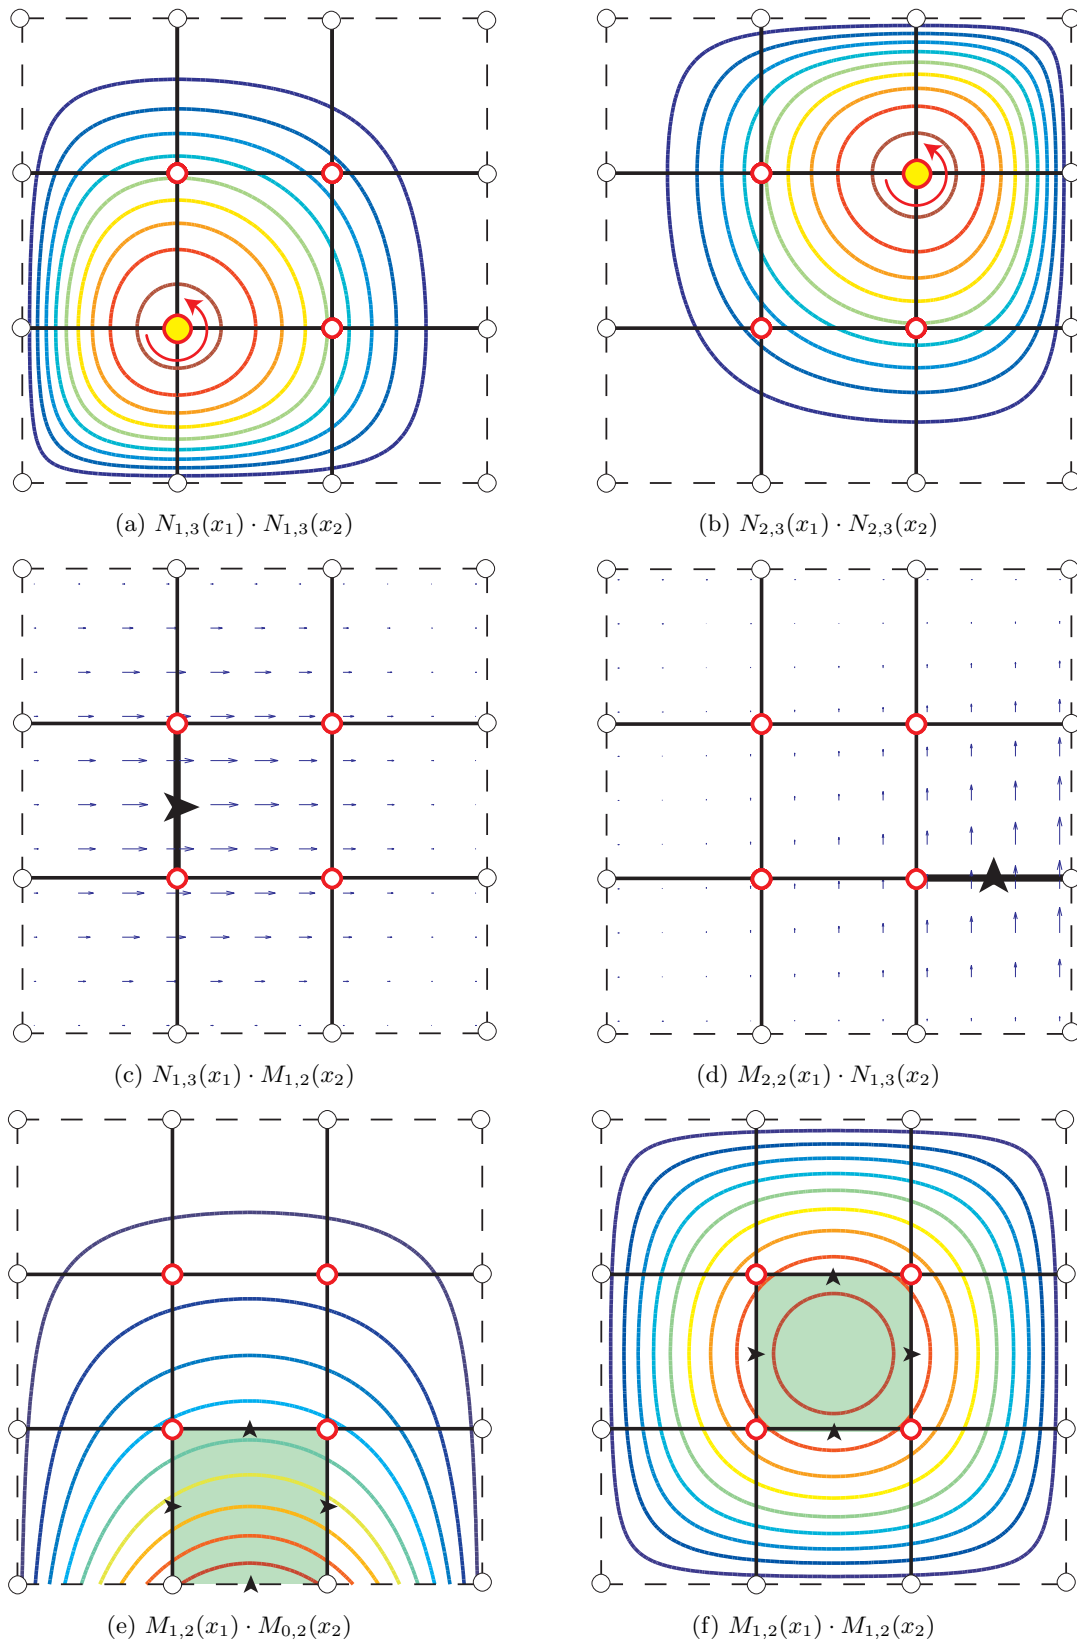 (a) N₁,₃(x₁) · N₁,₃(x₂)
(b) N₂,₃(x₁) · N₂,₃(x₂)
(c) N₁,₃(x₁) · M₁,₂(x₂)
(d) M₂,₂(x₁) · N₁,₃(x₂)
(e) M₁,₂(x₁) · M₀,₂(x₂)
(f) M₁,₂(x₁) · M₁,₂(x₂)